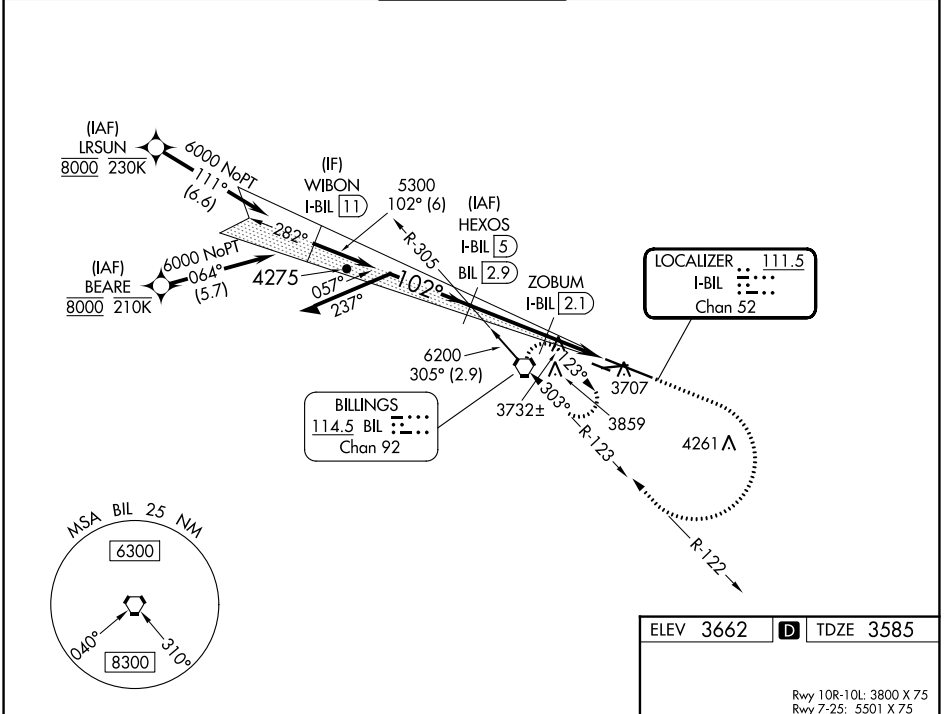 (IAF)
LRSUN
8000 230K
6000 NoPT
111°
(6.6)
(IF)
WIBON
I-BIL 11
5300
102° (6)
(IAF)
HEXOS
I-BIL 5
BIL 2.9
R-305
282°
(IAF)
BEARE
8000 210K
6000 NoPT
064°
(5.7)
4275
057°
237°
102°
ZOBUM
I-BIL 2.1
LOCALIZER 111.5
I-BIL
Chan 52
6200
305° (2.9)
123°
303°
3732±
3707
3859
4261
BILLINGS
114.5 BIL
Chan 92
R-123
R-122
MSA BIL 25 NM
6300
040°
310°
8300
ELEV 3662 D TDZE 3585
Rwy 10R-10L: 3800 X 75
Rwy 7-25: 5501 X 75